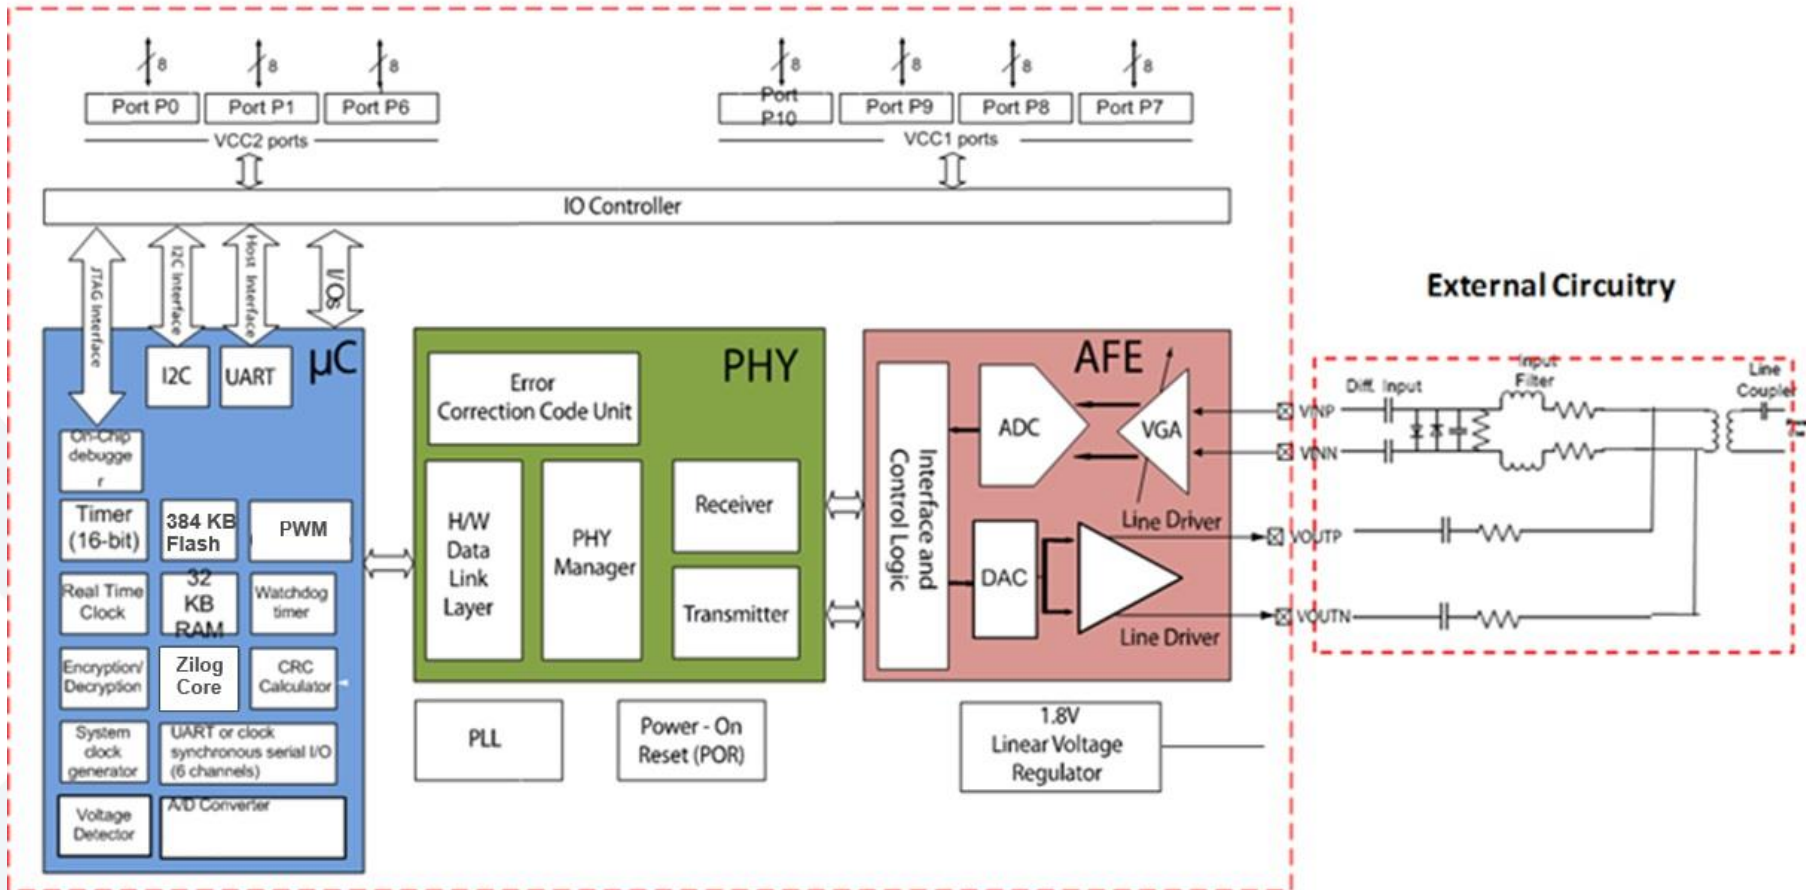 8
8
8
8
8
8
8
Port P0
Port P1
Port P6
Port
P10
Port P9
Port P8
Port P7
VCC2 ports
VCC1 ports
IO Controller
JTAG Interface
I2C Interface
Host Interface
I/Os
External Circuitry
µC
I2C
UART
On-Chip
debugge
r
Timer
(16-bit)
384 KB
Flash
PWM
Real Time
Clock
32
KB
RAM
Watchdog
timer
Encryption/
Decryption
Zilog
Core
CRC
Calculator
System
clock
generator
UART or clock
synchronous serial I/O
(6 channels)
Voltage
Detector
A/D Converter
PHY
Error
Correction Code Unit
H/W
Data
Link
Layer
PHY
Manager
Receiver
Transmitter
PLL
Power - On
Reset (POR)
AFE
Interface and
Control Logic
ADC
VGA
Line Driver
DAC
Line Driver
1.8V
Linear Voltage
Regulator
VINP
VINN
VOUTP
VOUTN
Diff. Input
Input
Filter
Line
Coupler